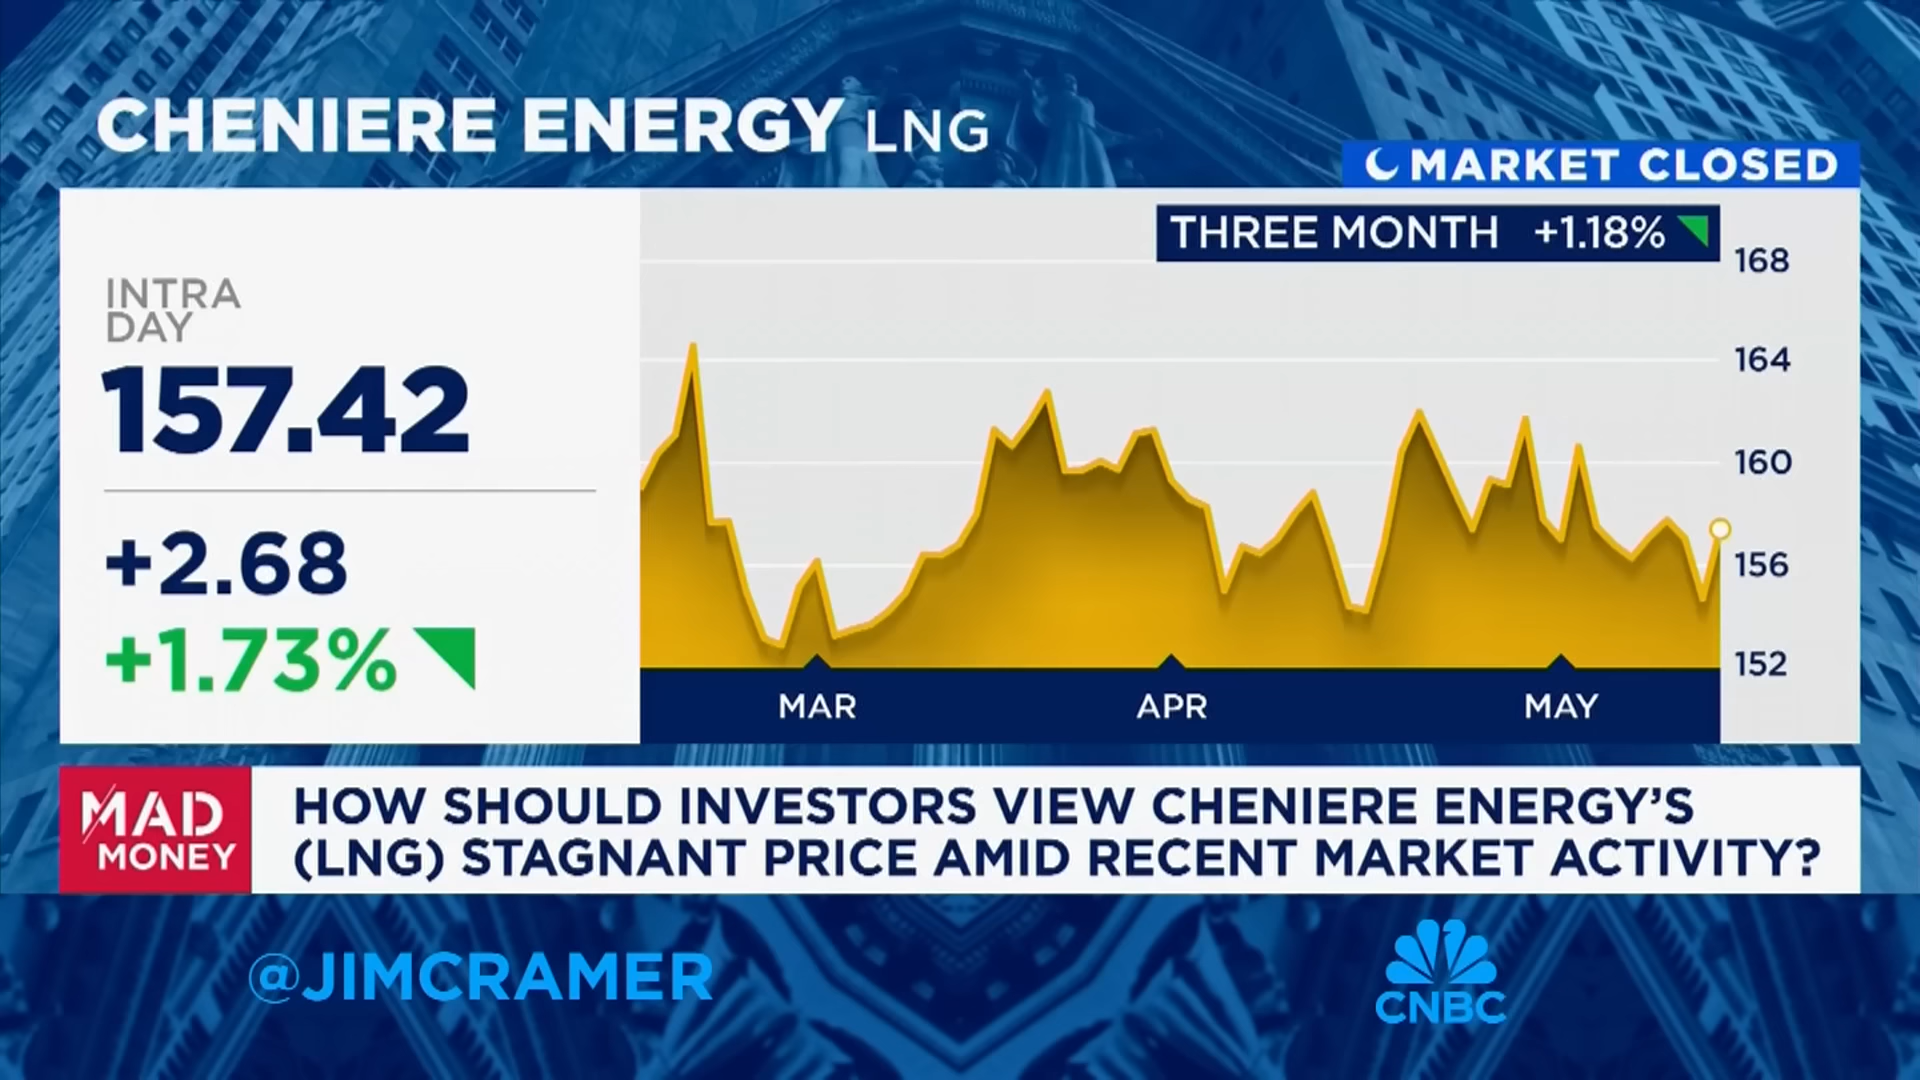 CHENIERE ENERGY LNG
MARKET CLOSED
THREE MONTH +1.18%
INTRA
DAY
157.42
+2.68
+1.73%
168
164
160
156
152
MAR APR MAY
MAD
MONEY
HOW SHOULD INVESTORS VIEW CHENIERE ENERGY’S
(LNG) STAGNANT PRICE AMID RECENT MARKET ACTIVITY?
@JIMCRAMER
CNBC